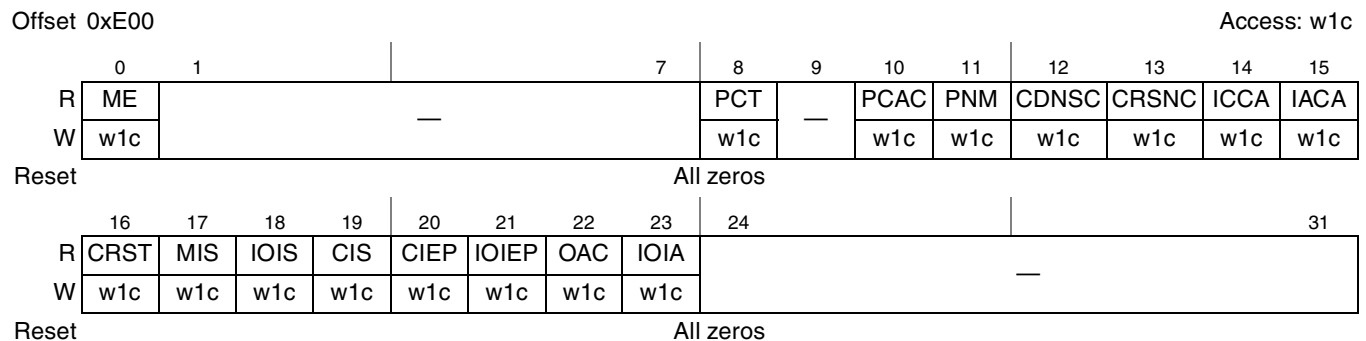 Offset 0xE00 Access: w1c
0 1 7 8 9 10 11 12 13 14 15
R ME — PCT — PCAC PNM CDNSC CRSNC ICCA IACA
W w1c w1c w1c w1c w1c w1c w1c w1c
Reset All zeros
16 17 18 19 20 21 22 23 24 31
R CRST MIS IOIS CIS CIEP IOIEP OAC IOIA —
W w1c w1c w1c w1c w1c w1c w1c w1c
Reset All zeros